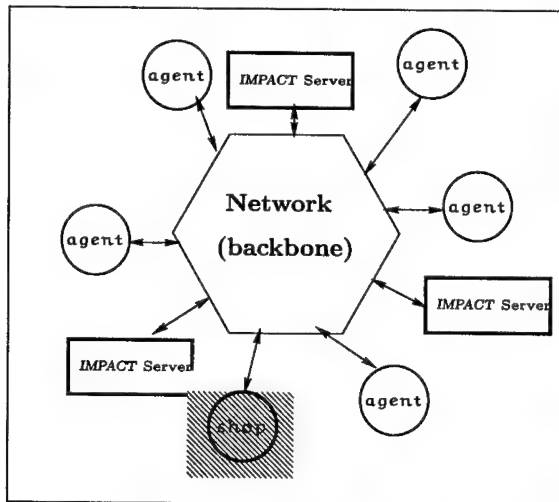 agent
IMPACT Server
agent
Network
(backbone)
agent
agent
IMPACT Server
IMPACT Server
agent
shop